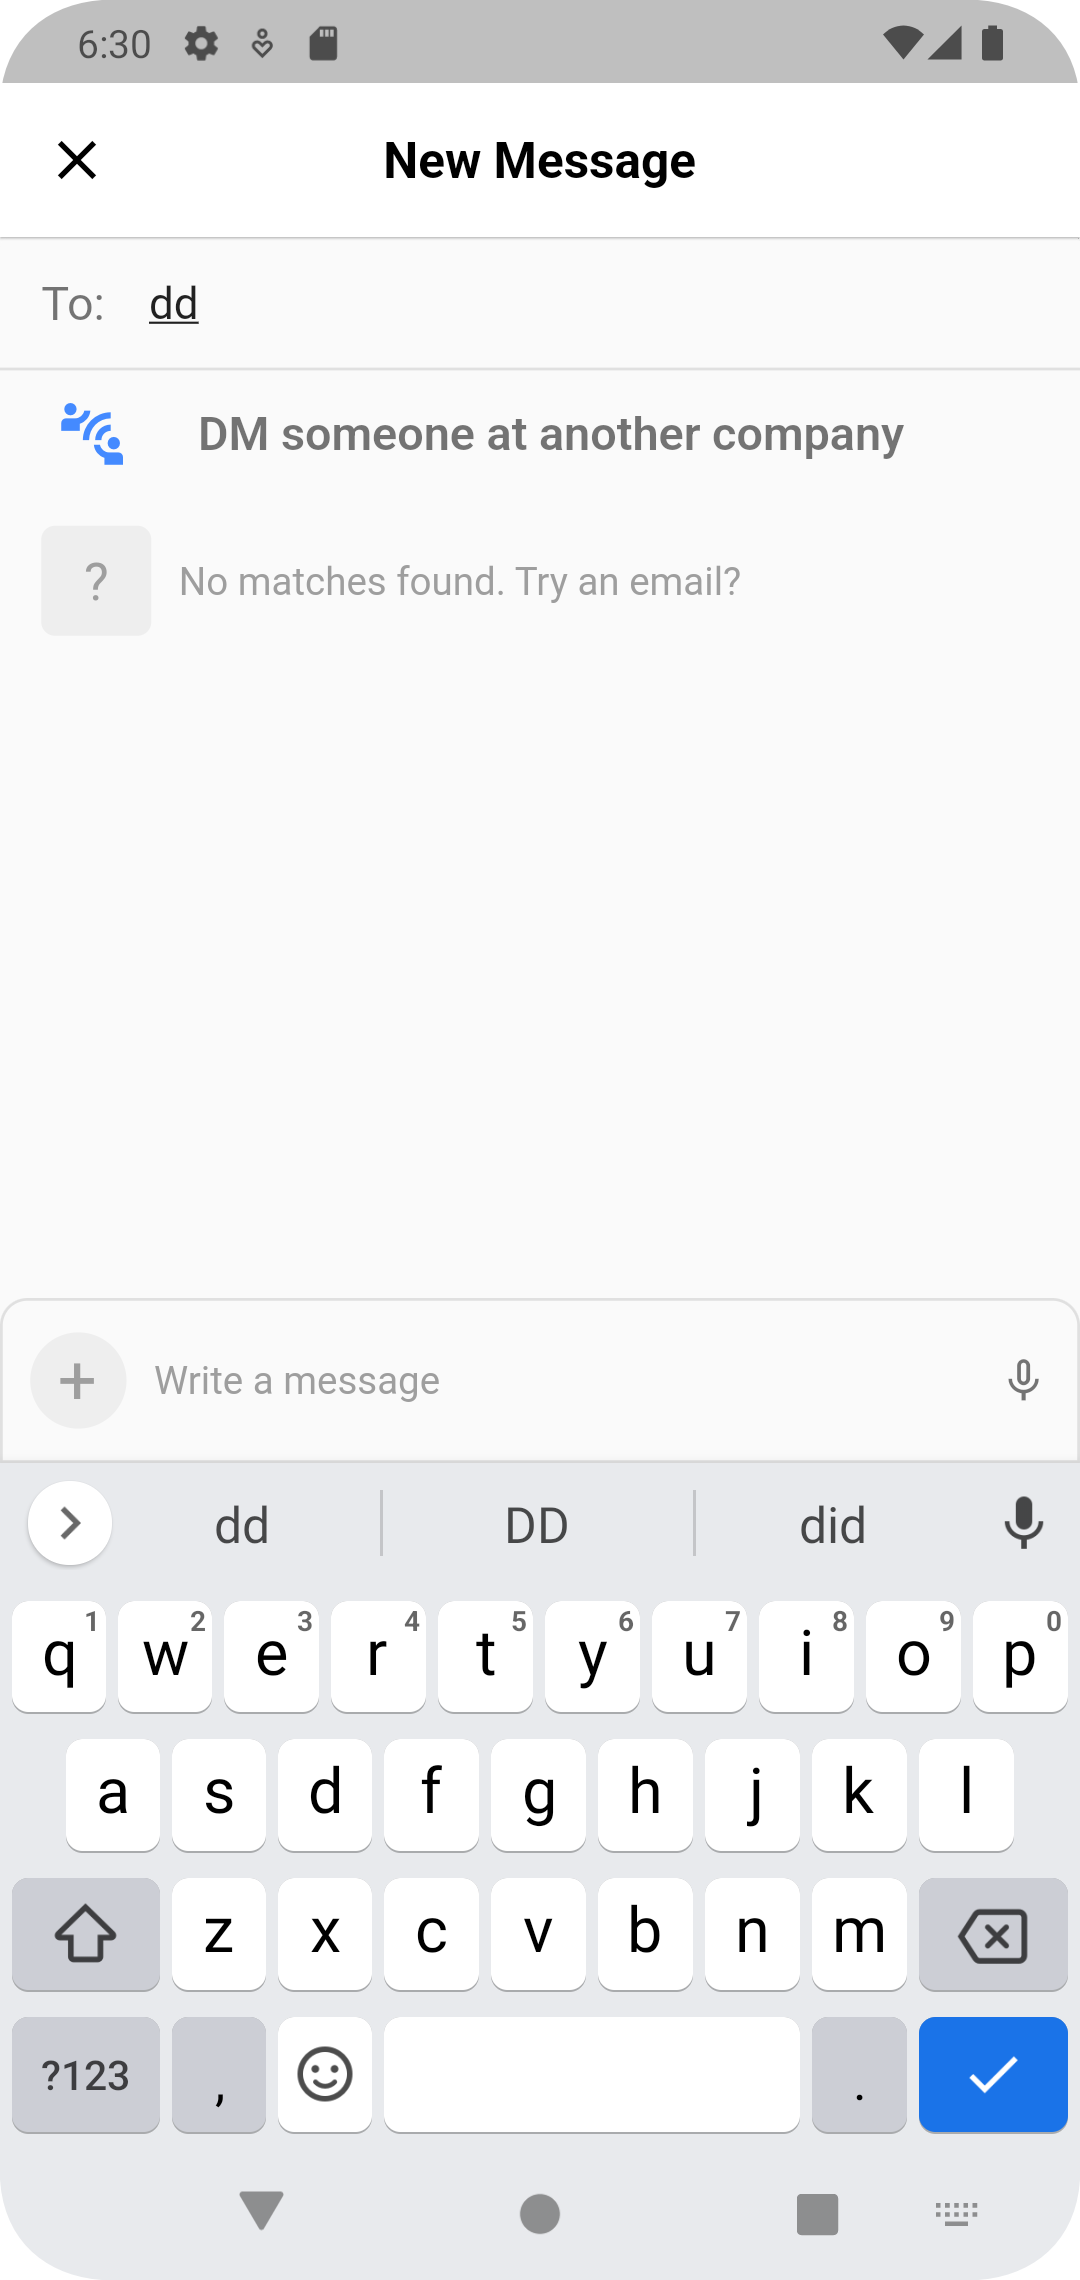 6:30
New Message
To: dd
DM someone at another company
? No matches found. Try an email?
Write a message
dd DD did
q1 w2 e3 r4 t5 y6 u7 i8 o9 p0
a s d f g h j k l
z x c v b n m
?123 , .